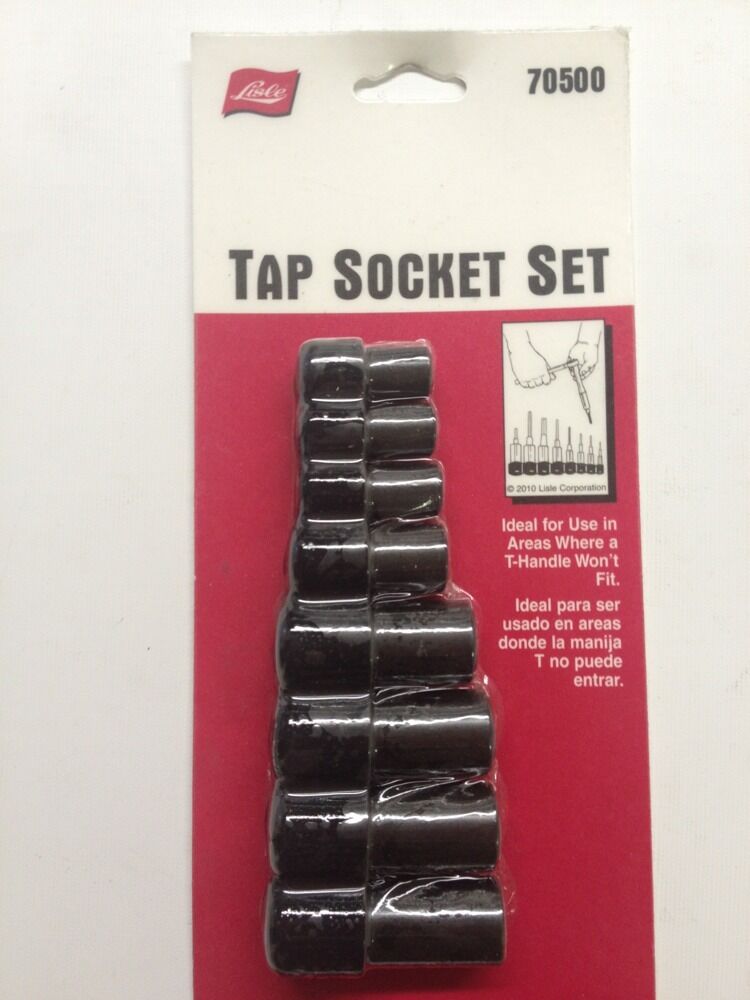 Lisle
70500
TAP SOCKET SET
© 2010 Lisle Corporation
Ideal for Use in
Areas Where a
T-Handle Won't
Fit.
Ideal para ser
usado en areas
donde la manija
T no puede
entrar.